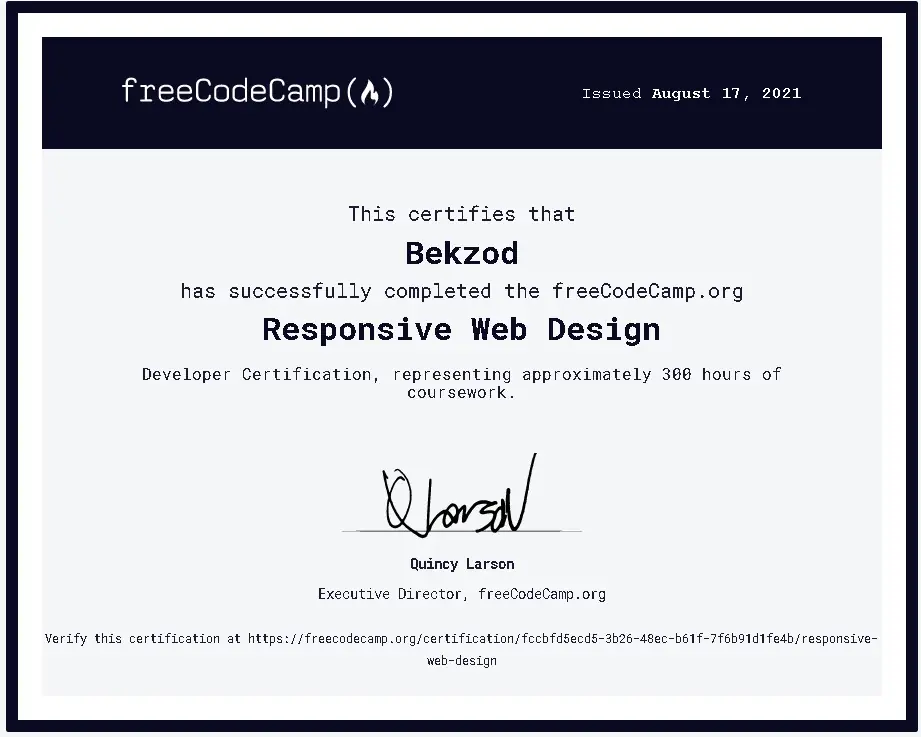 freeCodeCamp(🔥)
Issued August 17, 2021
This certifies that
Bekzod
has successfully completed the freeCodeCamp.org
Responsive Web Design
Developer Certification, representing approximately 300 hours of
coursework.
Q Larson
Quincy Larson
Executive Director, freeCodeCamp.org
Verify this certification at https://freecodecamp.org/certification/fccbfd5ecd5-3b26-48ec-b61f-7f6b91d1fe4b/responsive-
web-design